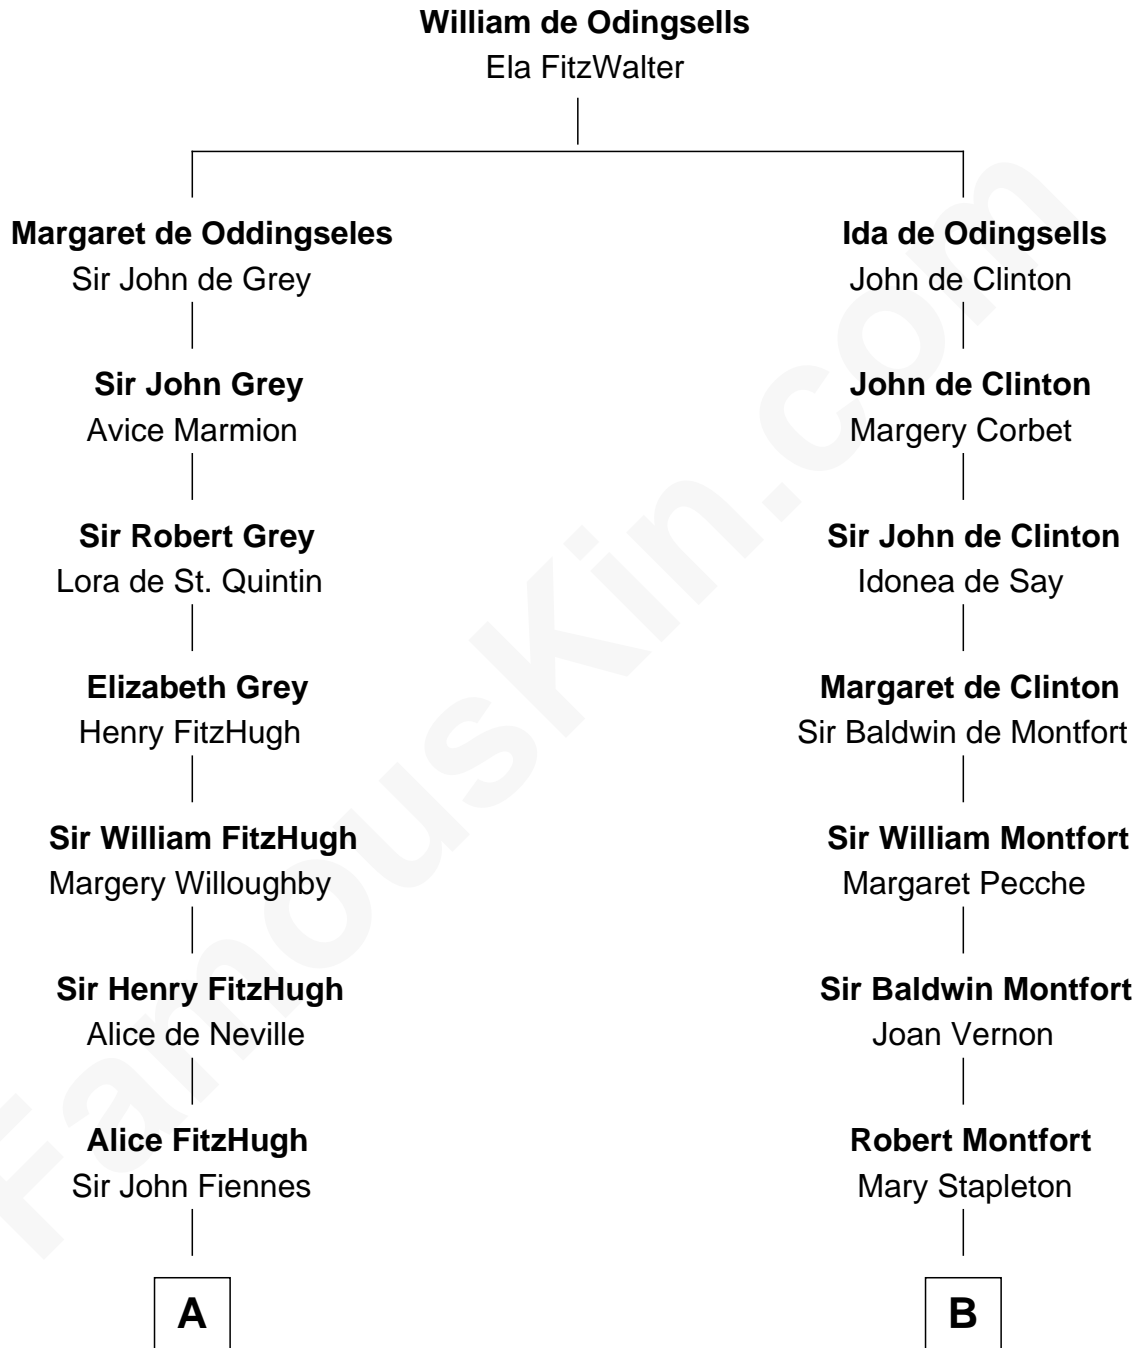 William de Odingsells
Ela FitzWalter
Margaret de Oddingseles
Sir John de Grey
Ida de Odingsells
John de Clinton
Sir John Grey
Avice Marmion
John de Clinton
Margery Corbet
Sir Robert Grey
Lora de St. Quintin
Sir John de Clinton
Idonea de Say
Elizabeth Grey
Henry FitzHugh
Margaret de Clinton
Sir Baldwin de Montfort
Sir William FitzHugh
Margery Willoughby
Sir William Montfort
Margaret Pecche
Sir Henry FitzHugh
Alice de Neville
Sir Baldwin Montfort
Joan Vernon
Alice FitzHugh
Sir John Fiennes
Robert Montfort
Mary Stapleton
A
B
FamousKin.com